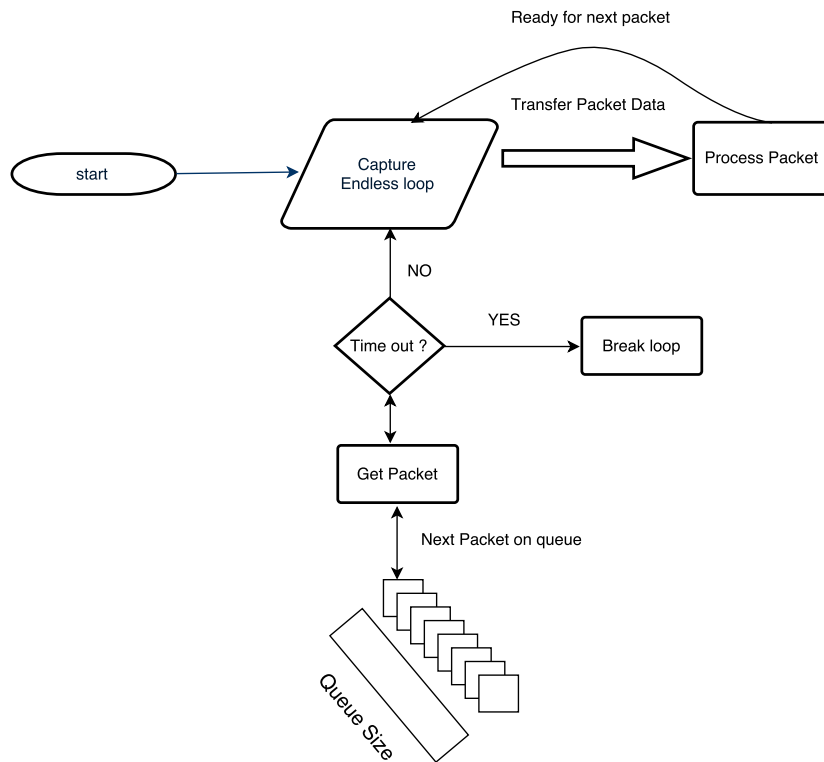 Ready for next packet
Transfer Packet Data
start
Capture
Endless loop
Process Packet
NO
YES
Time out ?
Break loop
Get Packet
Next Packet on queue
Queue Size